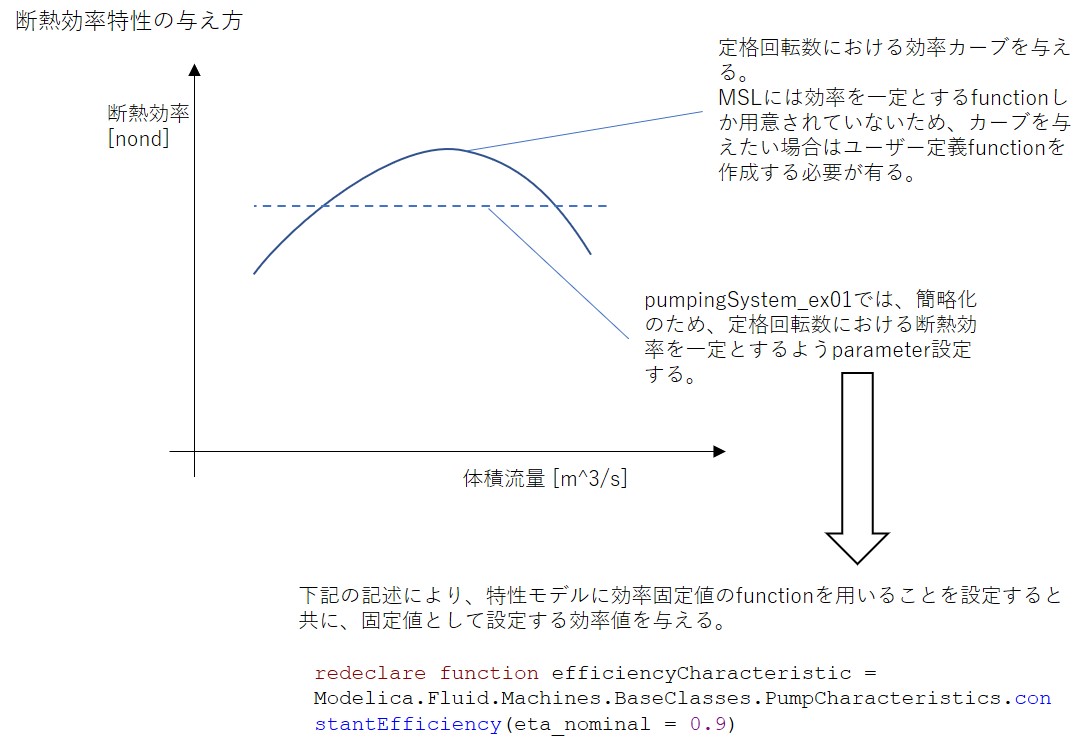 断熱効率特性の与え方
定格回転数における効率カーブを与え
る。
MSLには効率を一定とするfunctionし
か用意されていないため、カーブを与
えたい場合はユーザー定義functionを
作成する必要が有る。
断熱効率
[nond]
pumpingSystem_ex01では、簡略化
のため、定格回転数における断熱効
率を一定とするようparameter設定
する。
体積流量 [m^3/s]
下記の記述により、特性モデルに効率固定値のfunctionを用いることを設定すると
共に、固定値として設定する効率値を与える。
redeclare function efficiencyCharacteristic =
Modelica.Fluid.Machines.BaseClasses.PumpCharacteristics.con
stantEfficiency(eta_nominal = 0.9)